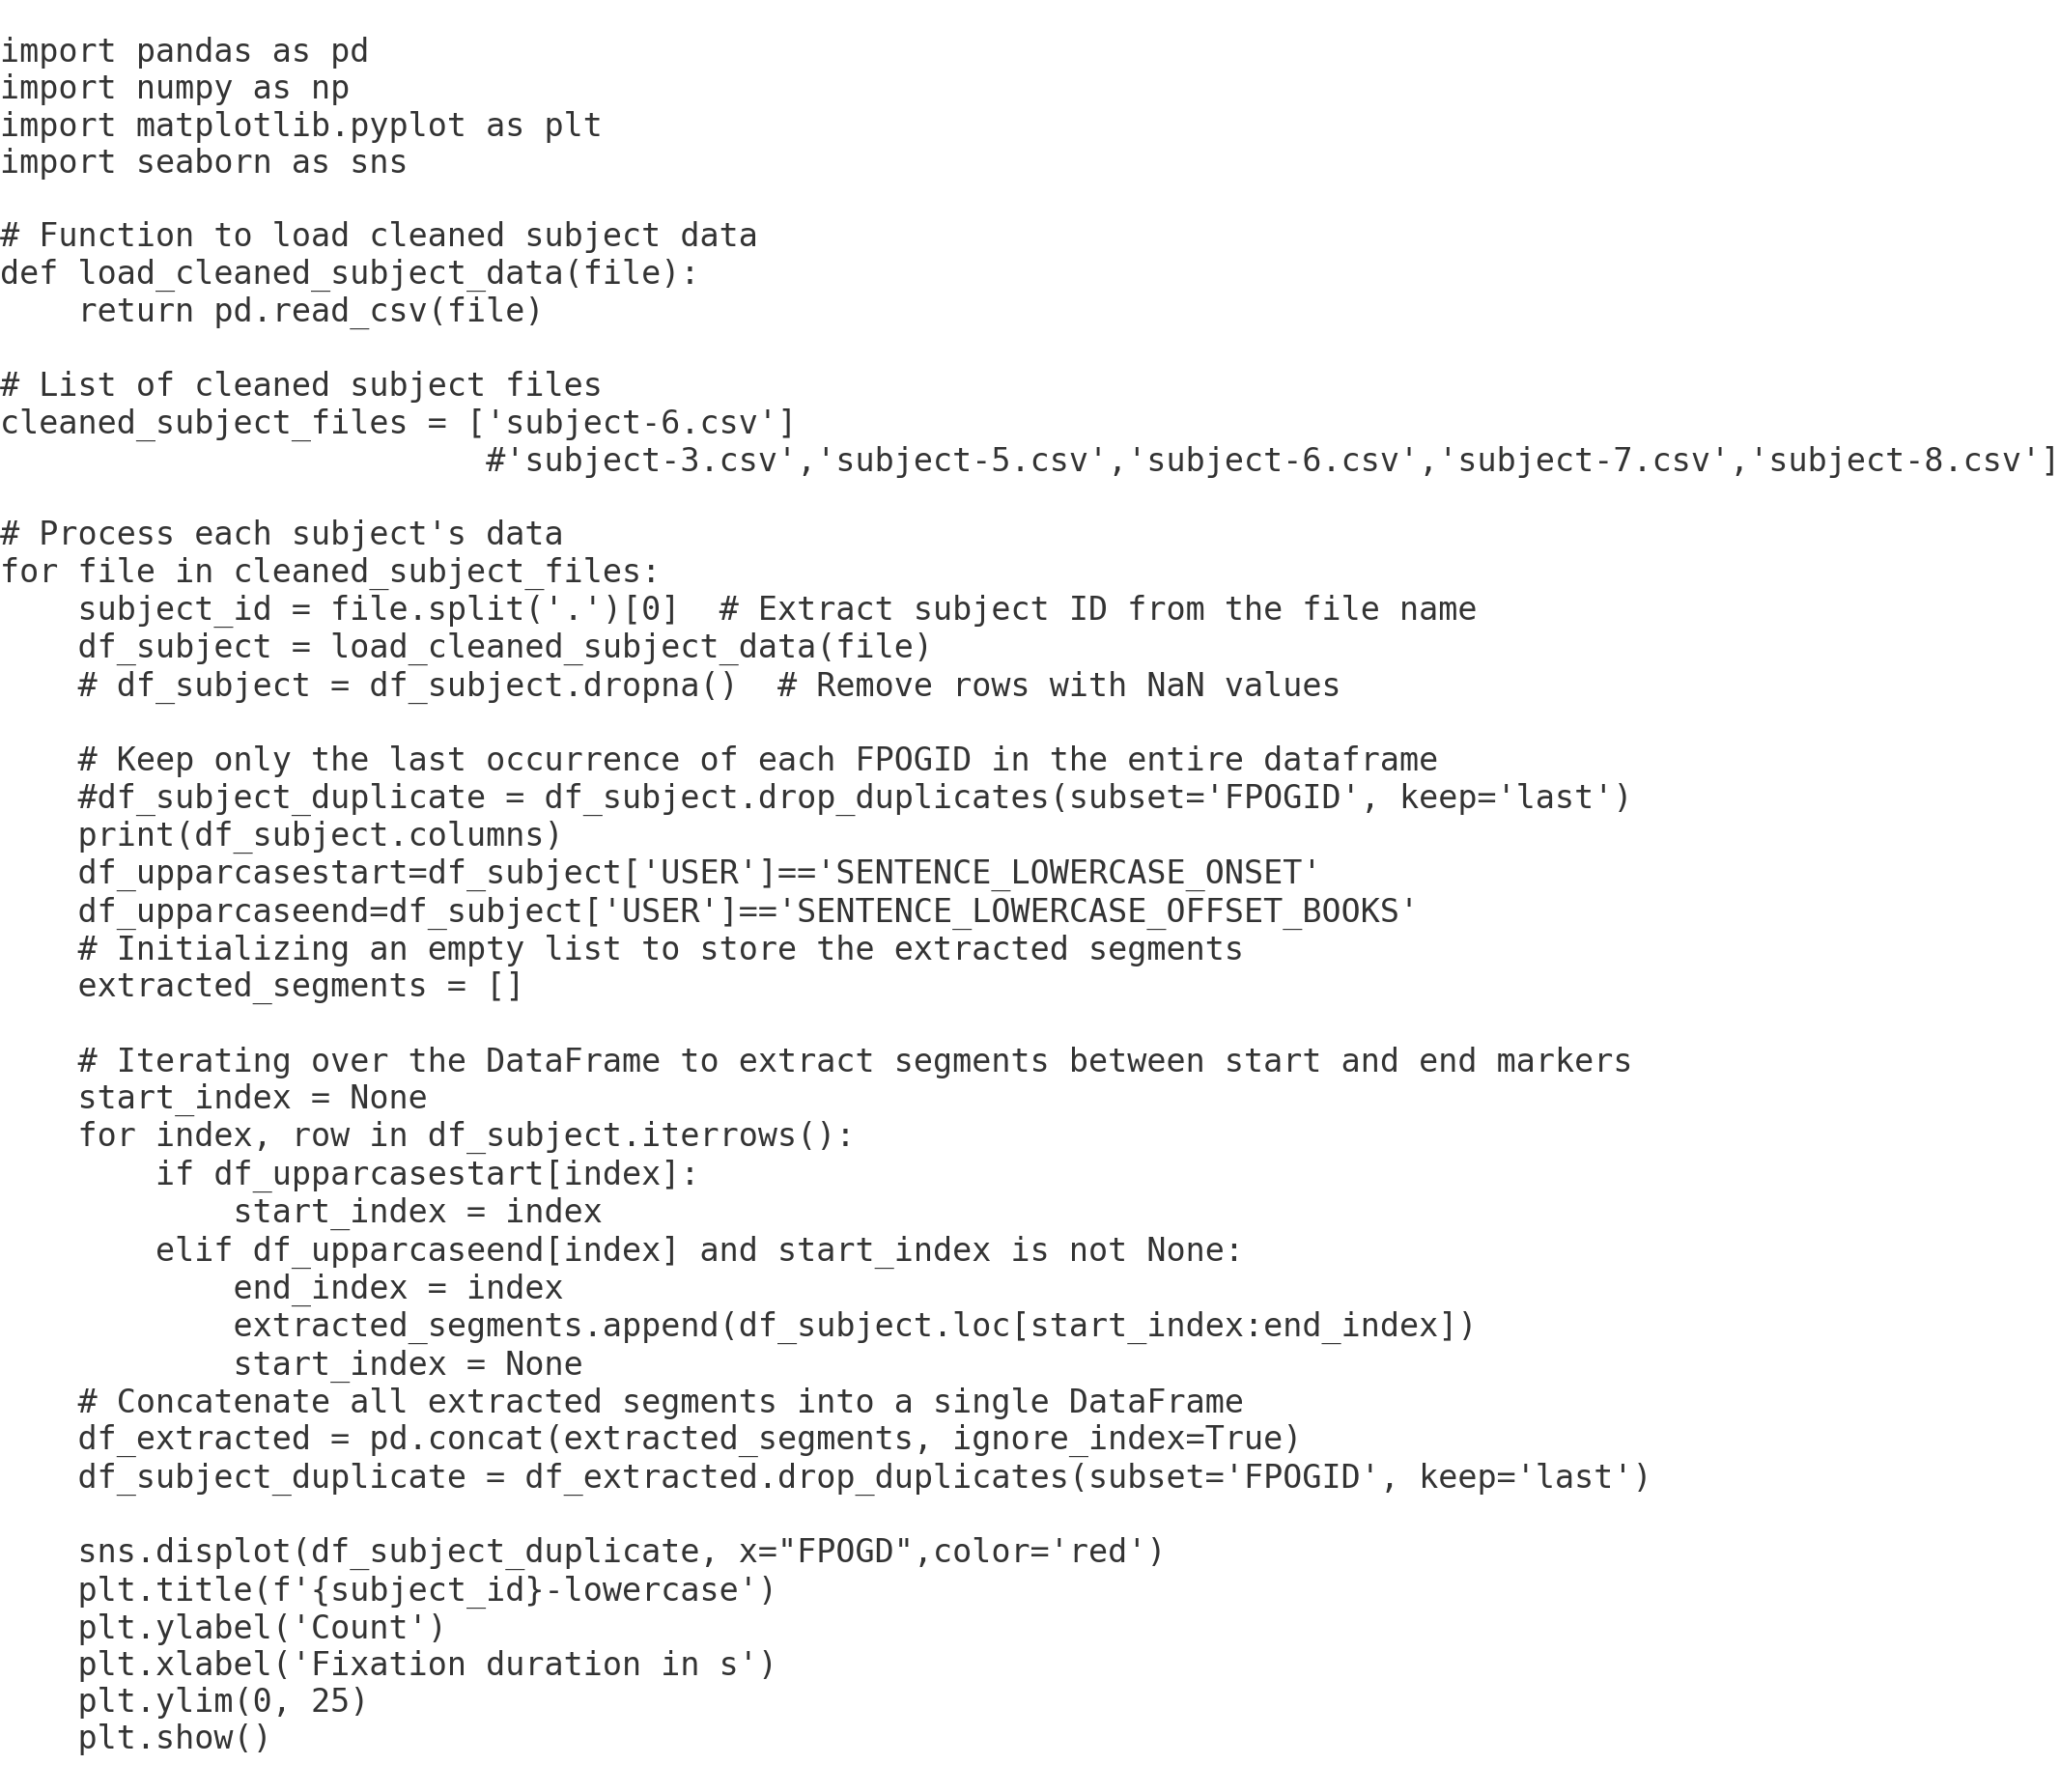 import pandas as pd
import numpy as np
import matplotlib.pyplot as plt
import seaborn as sns

# Function to load cleaned subject data
def load_cleaned_subject_data(file):
    return pd.read_csv(file)

# List of cleaned subject files
cleaned_subject_files = ['subject-6.csv']
                         #'subject-3.csv','subject-5.csv','subject-6.csv','subject-7.csv','subject-8.csv']

# Process each subject's data
for file in cleaned_subject_files:
    subject_id = file.split('.')[0]  # Extract subject ID from the file name
    df_subject = load_cleaned_subject_data(file)
    # df_subject = df_subject.dropna()  # Remove rows with NaN values

    # Keep only the last occurrence of each FPOGID in the entire dataframe
    #df_subject_duplicate = df_subject.drop_duplicates(subset='FPOGID', keep='last')
    print(df_subject.columns)
    df_upparcasestart=df_subject['USER']=='SENTENCE_LOWERCASE_ONSET'
    df_upparcaseend=df_subject['USER']=='SENTENCE_LOWERCASE_OFFSET_BOOKS'
    # Initializing an empty list to store the extracted segments
    extracted_segments = []

    # Iterating over the DataFrame to extract segments between start and end markers
    start_index = None
    for index, row in df_subject.iterrows():
        if df_upparcasestart[index]:
            start_index = index
        elif df_upparcaseend[index] and start_index is not None:
            end_index = index
            extracted_segments.append(df_subject.loc[start_index:end_index])
            start_index = None
    # Concatenate all extracted segments into a single DataFrame
    df_extracted = pd.concat(extracted_segments, ignore_index=True)
    df_subject_duplicate = df_extracted.drop_duplicates(subset='FPOGID', keep='last')

    sns.displot(df_subject_duplicate, x="FPOGD",color='red')
    plt.title(f'{subject_id}-lowercase')
    plt.ylabel('Count')
    plt.xlabel('Fixation duration in s')
    plt.ylim(0, 25)
    plt.show()